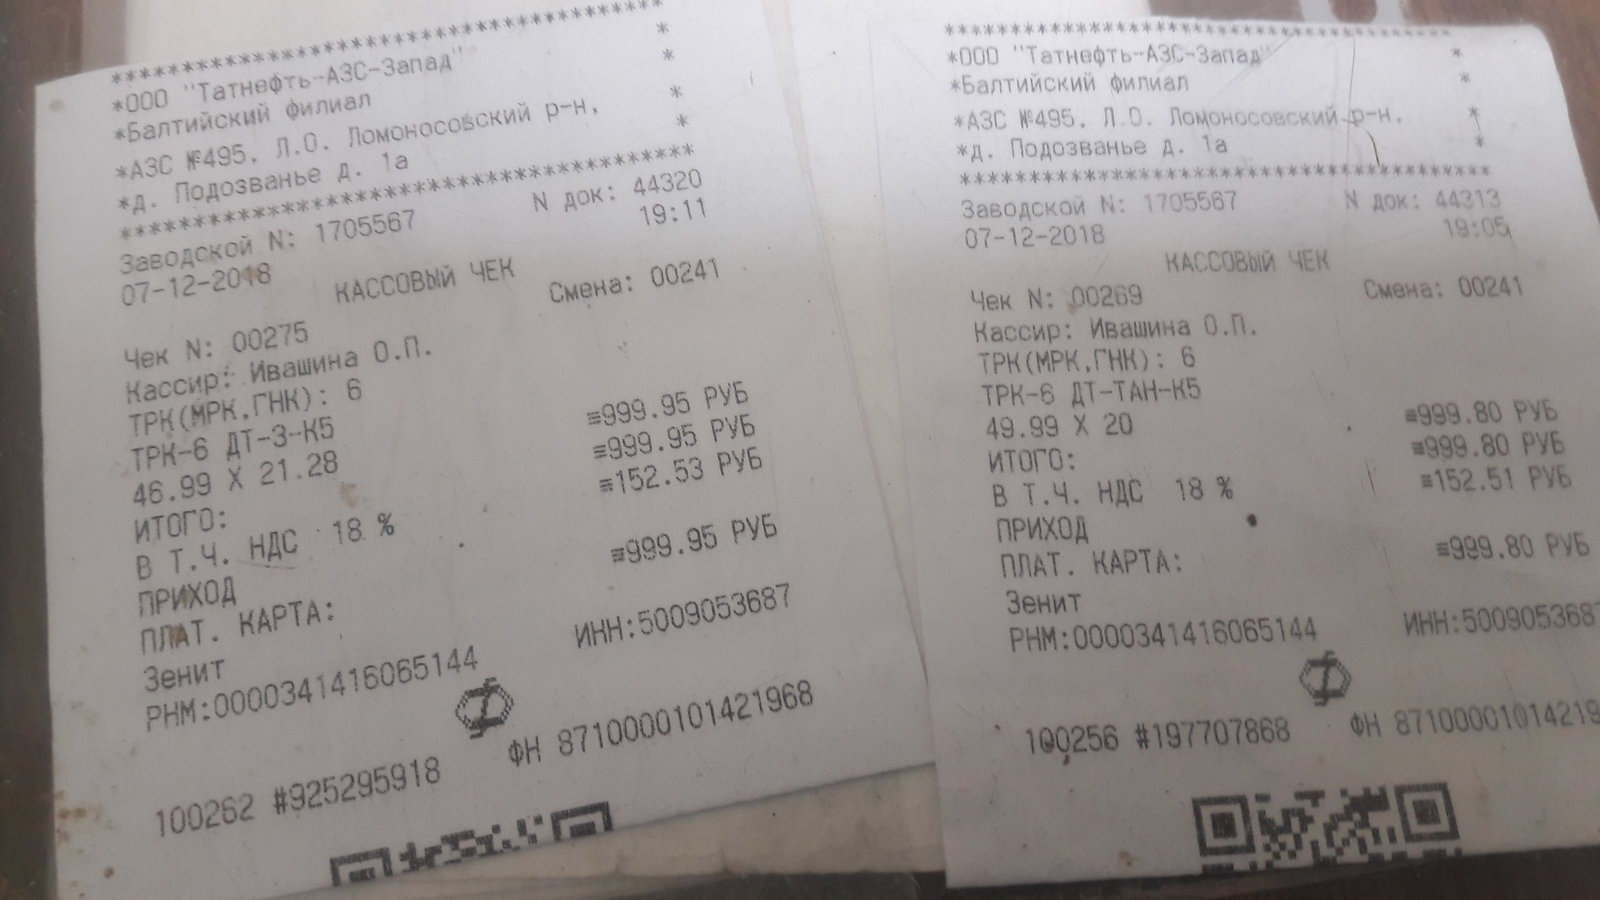 ****************************************
*ООО "Татнефть-АЗС-Запад" *
*Балтийский филиал *
*АЗС №495, Л.О. Ломоносовский р-н, *
*д. Подозванье д. 1а *
****************************************
Заводской N: 1705567 N док: 44320
07-12-2018 19:11
КАССОВЫЙ ЧЕК
Чек N: 00275 Смена: 00241
Кассир: Ивашина О.П.
ТРК(МРК,ГНК): 6
ТРК-6 ДТ-З-К5
46.99 X 21.28 ≡999.95 РУБ
ИТОГО: ≡999.95 РУБ
В Т.Ч. НДС 18 % ≡152.53 РУБ
ПРИХОД
ПЛАТ. КАРТА: ≡999.95 РУБ
Зенит
РНМ:0000341416065144 ИНН:5009053687
100262 #925295918 ФН 8710000101421968
****************************************
*ООО "Татнефть-АЗС-Запад" *
*Балтийский филиал *
*АЗС №495, Л.О. Ломоносовский р-н, *
*д. Подозванье д. 1а *
****************************************
Заводской N: 1705567 N док: 44313
07-12-2018 19:05
КАССОВЫЙ ЧЕК
Чек N: 00269 Смена: 00241
Кассир: Ивашина О.П.
ТРК(МРК,ГНК): 6
ТРК-6 ДТ-ТАН-К5
49.99 X 20 ≡999.80 РУБ
ИТОГО: ≡999.80 РУБ
В Т.Ч. НДС 18 % ≡152.51 РУБ
ПРИХОД
ПЛАТ. КАРТА: ≡999.80 РУБ
Зенит
РНМ:0000341416065144 ИНН:5009053687
100256 #197707868 ФН 87100001014219